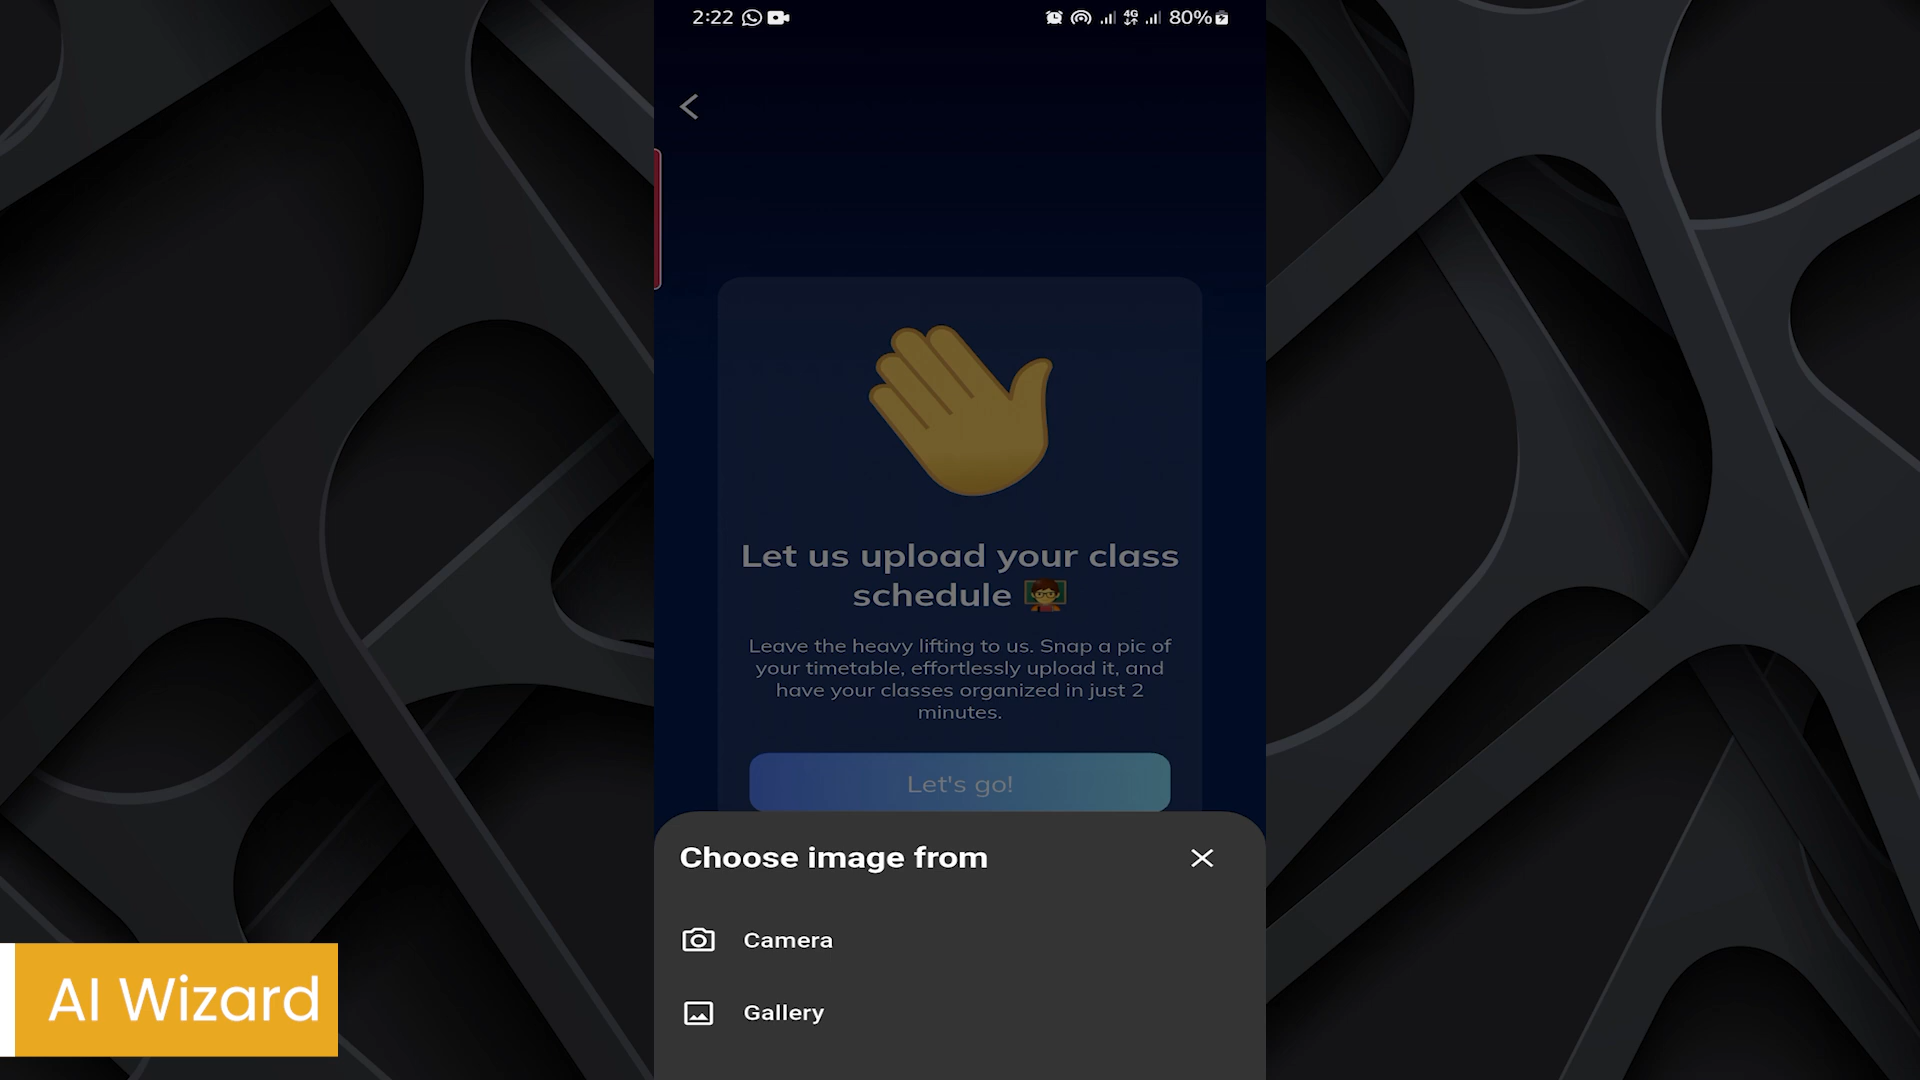 2:22
4G
80%
Let us upload your class
schedule
Leave the heavy lifting to us. Snap a pic of
your timetable, effortlessly upload it, and
have your classes organized in just 2
minutes.
Let's go!
Choose image from
Camera
Gallery
AI Wizard